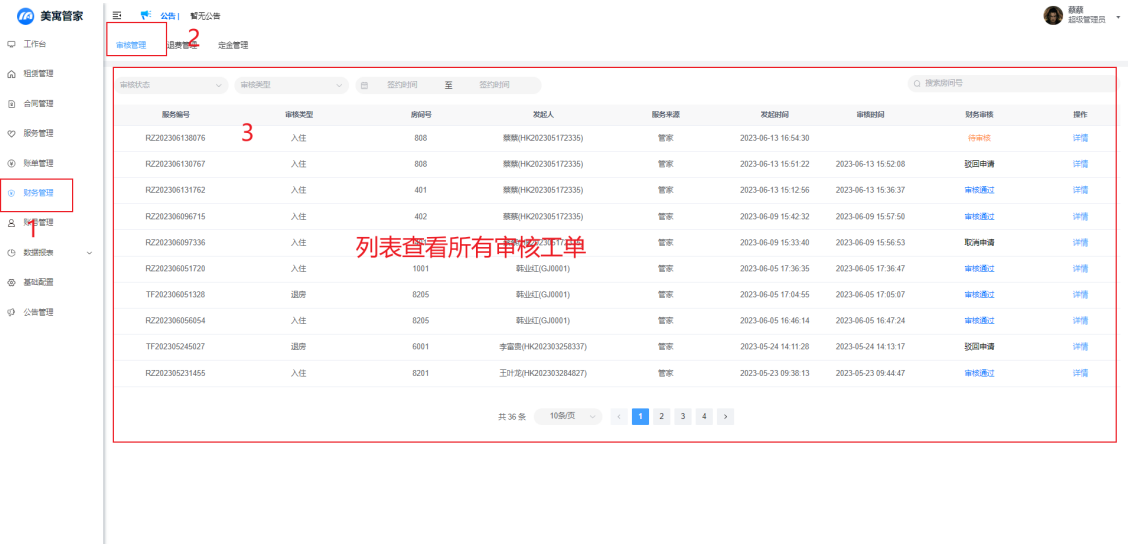 美寓管家
公告 | 暂无公告
蔡蔡
超级管理员
工作台
租赁管理
合同管理
服务管理
账单管理
财务管理
1
账号管理
数据报表
基础配置
公告管理
审核管理 退费管理 定金管理
2
审核状态 审核类型 签约时间 至 签约时间 搜索房间号
服务编号 审核类型 房间号 发起人 服务来源 发起时间 审核时间 财务审核 操作
3
RZ202306138076 入住 808 蔡蔡(HK202305172335) 管家 2023-06-13 16:54:30 待审核 详情
RZ202306130767 入住 808 蔡蔡(HK202305172335) 管家 2023-06-13 15:51:22 2023-06-13 15:52:08 驳回申请 详情
RZ202306131762 入住 401 蔡蔡(HK202305172335) 管家 2023-06-13 15:12:56 2023-06-13 15:36:37 审核通过 详情
RZ202306096715 入住 402 蔡蔡(HK202305172335) 管家 2023-06-09 15:42:32 2023-06-09 15:57:50 审核通过 详情
RZ202306097336 入住 管家 2023-06-09 15:33:40 2023-06-09 15:56:53 取消申请 详情
列表查看所有审核工单
RZ202306051720 入住 1001 韩业红(GJ0001) 管家 2023-06-05 17:36:35 2023-06-05 17:36:47 审核通过 详情
TF202306051328 退房 8205 韩业红(GJ0001) 管家 2023-06-05 17:04:55 2023-06-05 17:05:07 审核通过 详情
RZ202306056054 入住 8205 韩业红(GJ0001) 管家 2023-06-05 16:46:14 2023-06-05 16:47:24 审核通过 详情
TF202305245027 退房 6001 李富贵(HK202303258337) 管家 2023-05-24 14:11:28 2023-05-24 14:13:17 驳回申请 详情
RZ202305231455 入住 8201 王叶龙(HK202303284827) 管家 2023-05-23 09:38:13 2023-05-23 09:44:47 审核通过 详情
共 36 条 10条/页 < 1 2 3 4 >